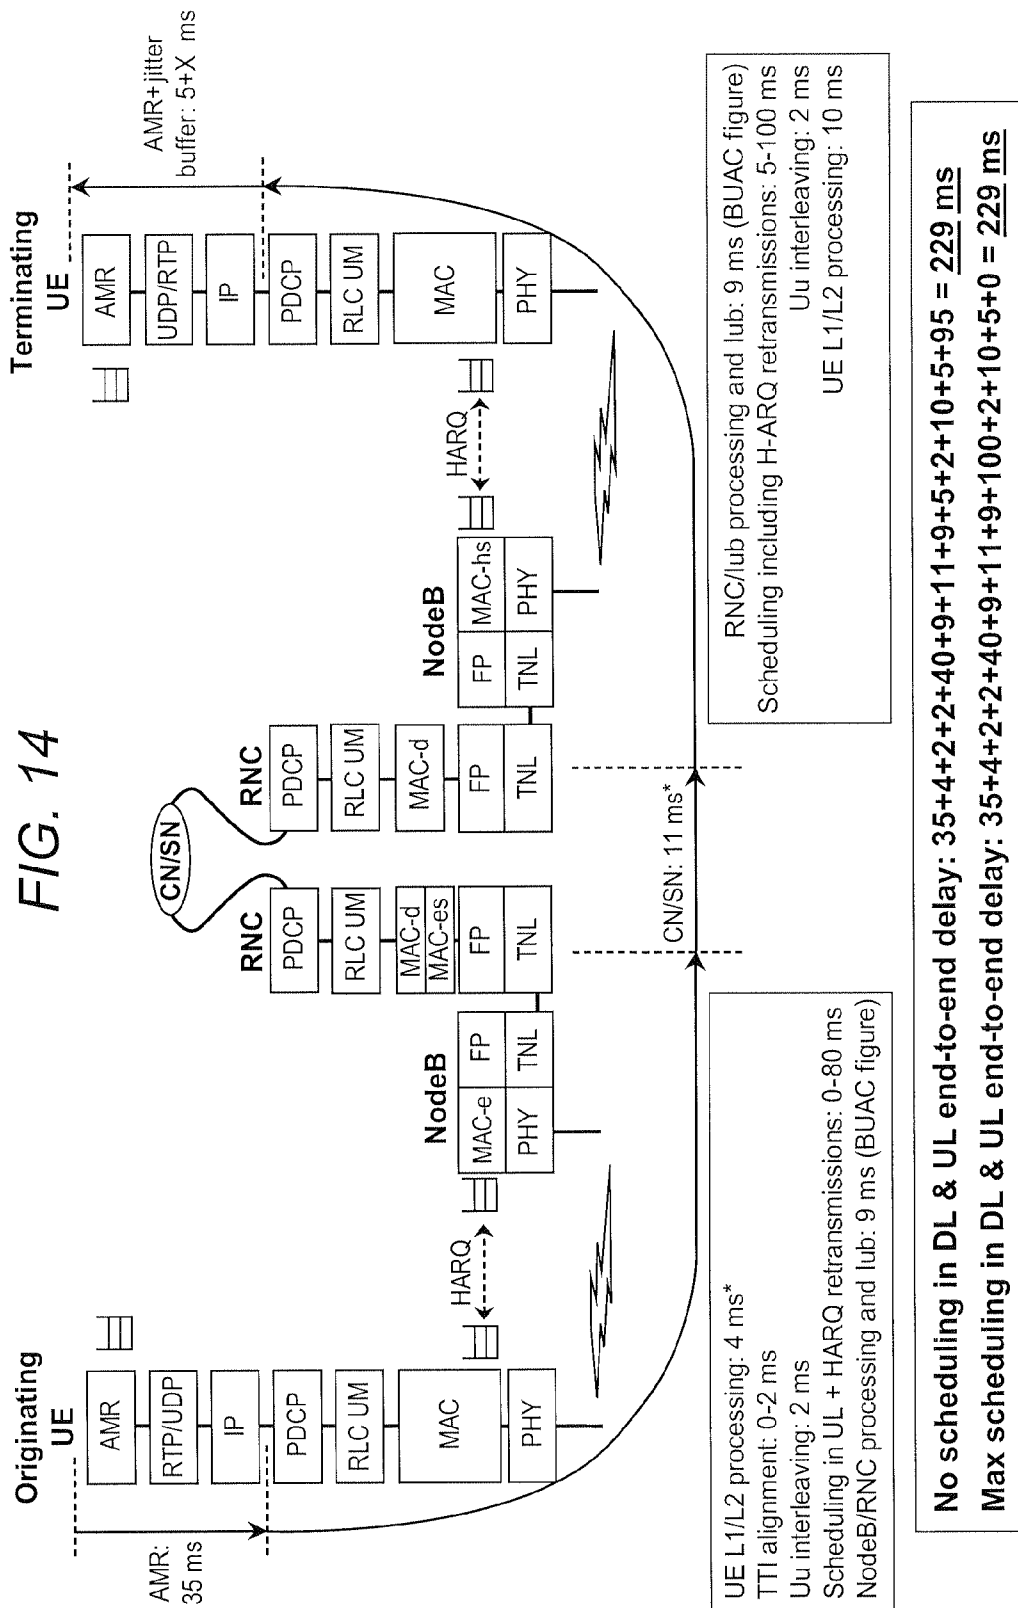 FIG. 14
Originating
UE
AMR:
35 ms
AMR
RTP/UDP
IP
PDCP
RLC UM
MAC
PHY
HARQ
NodeB
MAC-e
FP
PHY
TNL
RNC
PDCP
RLC UM
MAC-d
MAC-es
FP
TNL
CN/SN
RNC
PDCP
RLC UM
MAC-d
FP
TNL
NodeB
FP
MAC-hs
TNL
PHY
HARQ
Terminating
UE
AMR
UDP/RTP
IP
PDCP
RLC UM
MAC
PHY
AMR+jitter
buffer: 5+X ms
CN/SN: 11 ms*
UE L1/L2 processing: 4 ms*
TTI alignment: 0-2 ms
Uu interleaving: 2 ms
Scheduling in UL + HARQ retransmissions: 0-80 ms
NodeB/RNC processing and Iub: 9 ms (BUAC figure)
RNC/Iub processing and Iub: 9 ms (BUAC figure)
Scheduling including H-ARQ retransmissions: 5-100 ms
Uu interleaving: 2 ms
UE L1/L2 processing: 10 ms
No scheduling in DL & UL end-to-end delay: 35+4+2+2+40+9+11+9+5+2+10+5+95 = 229 ms
Max scheduling in DL & UL end-to-end delay: 35+4+2+2+40+9+11+9+100+2+10+5+0 = 229 ms